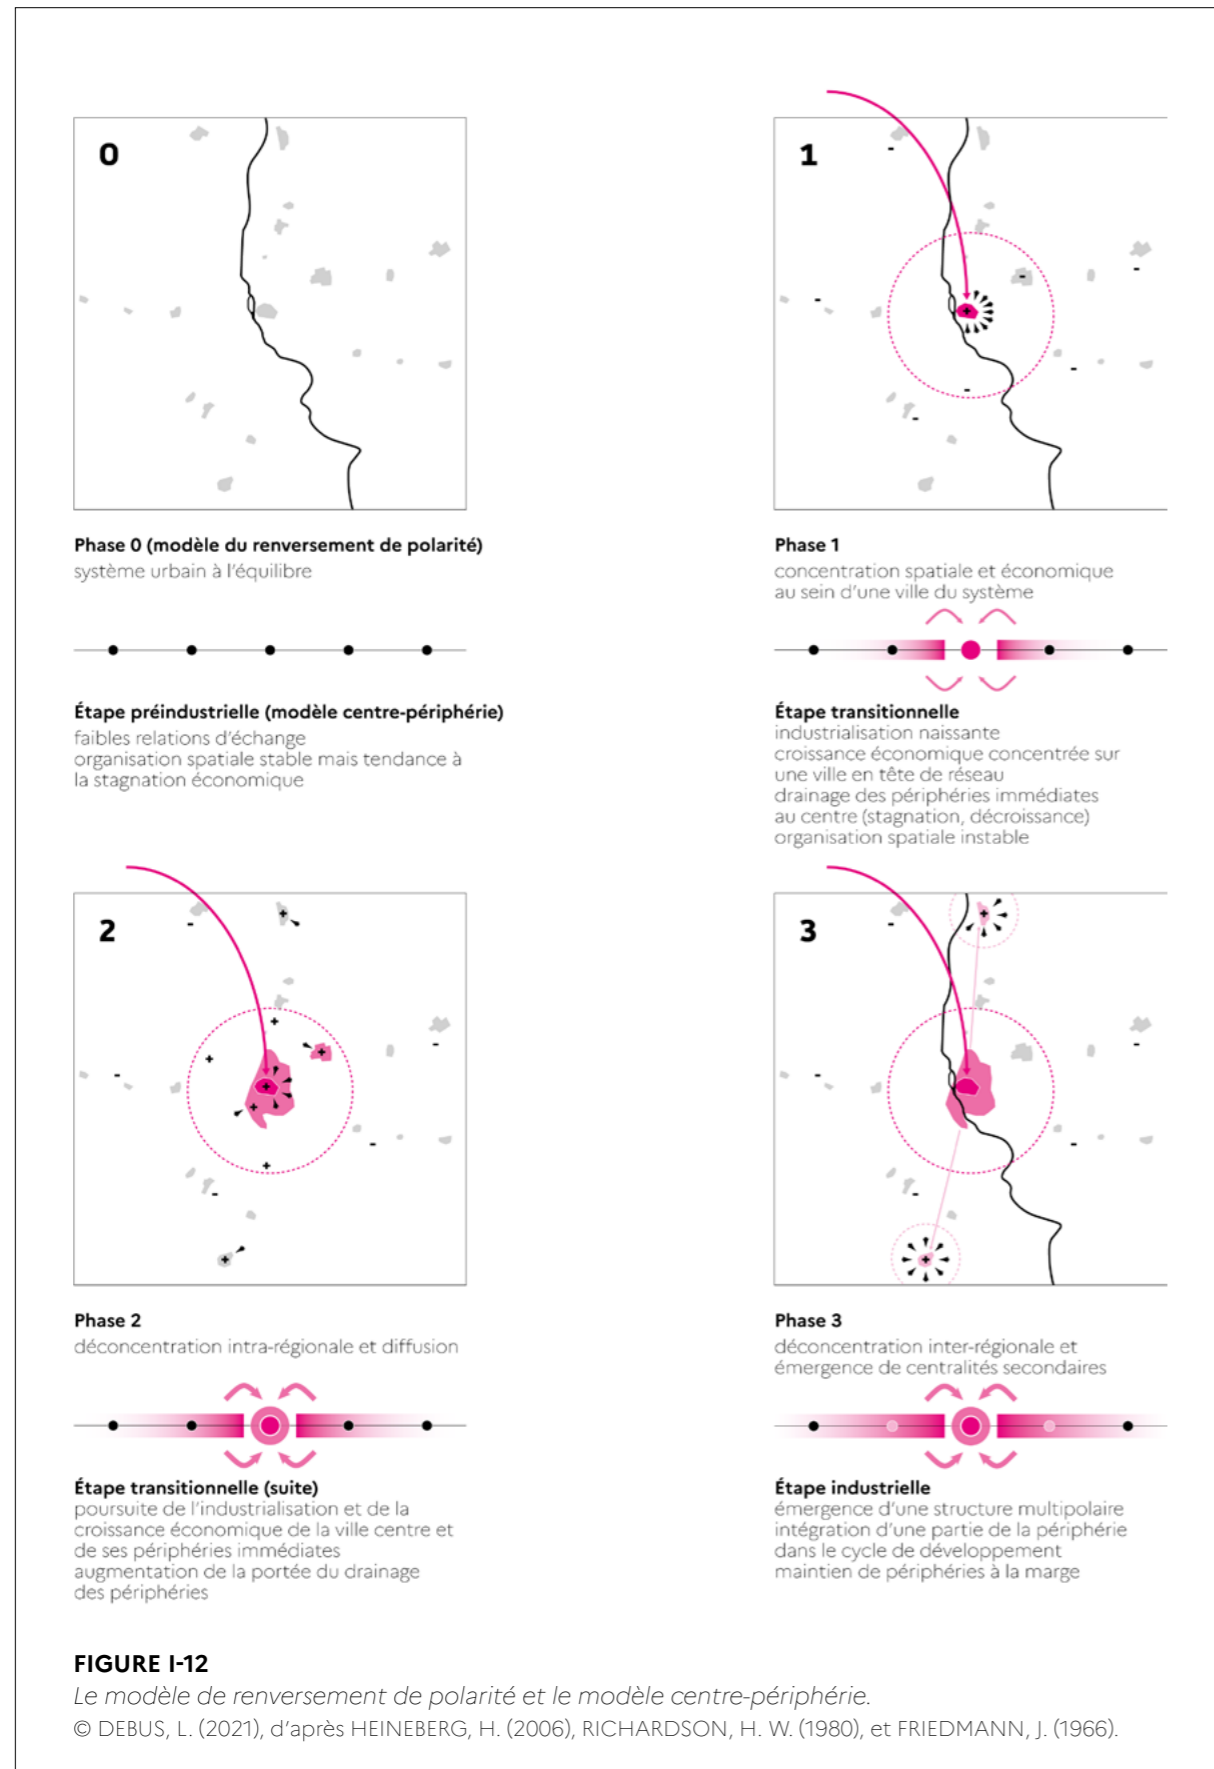 0
Phase 0 (modèle du renversement de polarité)
système urbain à l'équilibre
Étape préindustrielle (modèle centre-périphérie)
faibles relations d'échange
organisation spatiale stable mais tendance à
la stagnation économique
1
Phase 1
concentration spatiale et économique
au sein d'une ville du système
Étape transitionnelle
industrialisation naissante
croissance économique concentrée sur
une ville en tête de réseau
drainage des périphéries immédiates
au centre (stagnation, décroissance)
organisation spatiale instable
2
Phase 2
déconcentration intra-régionale et diffusion
Étape transitionnelle (suite)
poursuite de l'industrialisation et de la
croissance économique de la ville centre et
de ses périphéries immédiates
augmentation de la portée du drainage
des périphéries
3
Phase 3
déconcentration inter-régionale et
émergence de centralités secondaires
Étape industrielle
émergence d'une structure multipolaire
intégration d'une partie de la périphérie
dans le cycle de développement
maintien de périphéries à la marge
FIGURE I-12
Le modèle de renversement de polarité et le modèle centre-périphérie.
© DEBUS, L. (2021), d'après HEINEBERG, H. (2006), RICHARDSON, H. W. (1980), et FRIEDMANN, J. (1966).